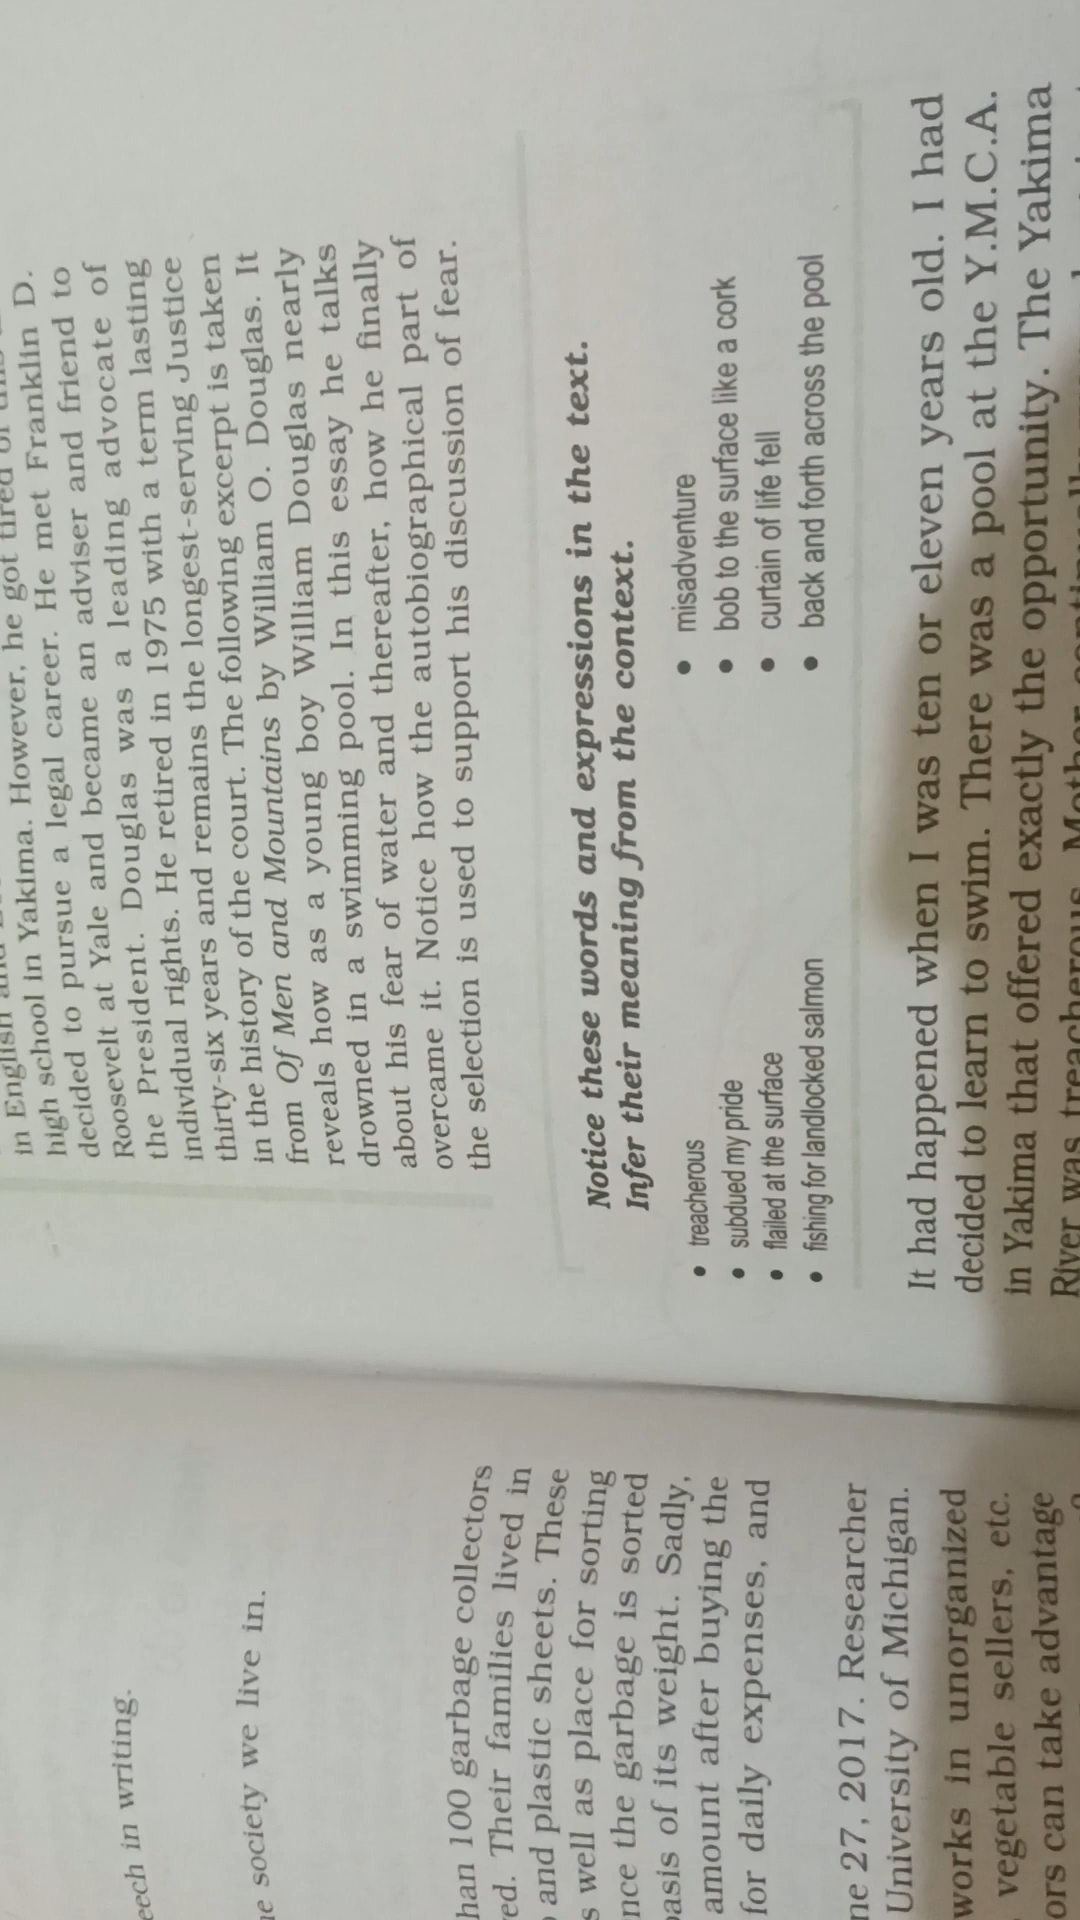 in English and
in Yakima. However, he got tired of this
high school in Yakima. However, he got tired of
decided to pursue a legal career. He met Franklin D.
Roosevelt at Yale and became an adviser and friend to
the President. Douglas was a leading advocate of
individual rights. He retired in 1975 with a term lasting
thirty-six years and remains the longest-serving Justice
in the history of the court. The following excerpt is taken
from Of Men and Mountains by William O. Douglas. It
reveals how as a young boy William Douglas nearly
drowned in a swimming pool. In this essay he talks
about his fear of water and thereafter, how he finally
overcame it. Notice how the autobiographical part of
the selection is used to support his discussion of fear.
Notice these words and expressions in the text.
Infer their meaning from the context.
• treacherous
• subdued my pride
• flailed at the surface
• fishing for landlocked salmon
• misadventure
• bob to the surface like a cork
• curtain of life fell
• back and forth across the pool
It had happened when I was ten or eleven years old. I had
decided to learn to swim. There was a pool at the Y.M.C.A.
in Yakima that offered exactly the opportunity. The Yakima
River was treacherous. Mother continually
eech in writing.
e society we live in.
han 100 garbage collectors
ed. Their families lived in
and plastic sheets. These
s well as place for sorting
nce the garbage is sorted
basis of its weight. Sadly,
amount after buying the
for daily expenses, and
ne 27, 2017. Researcher
University of Michigan.
works in unorganized
vegetable sellers, etc.
ors can take advantage